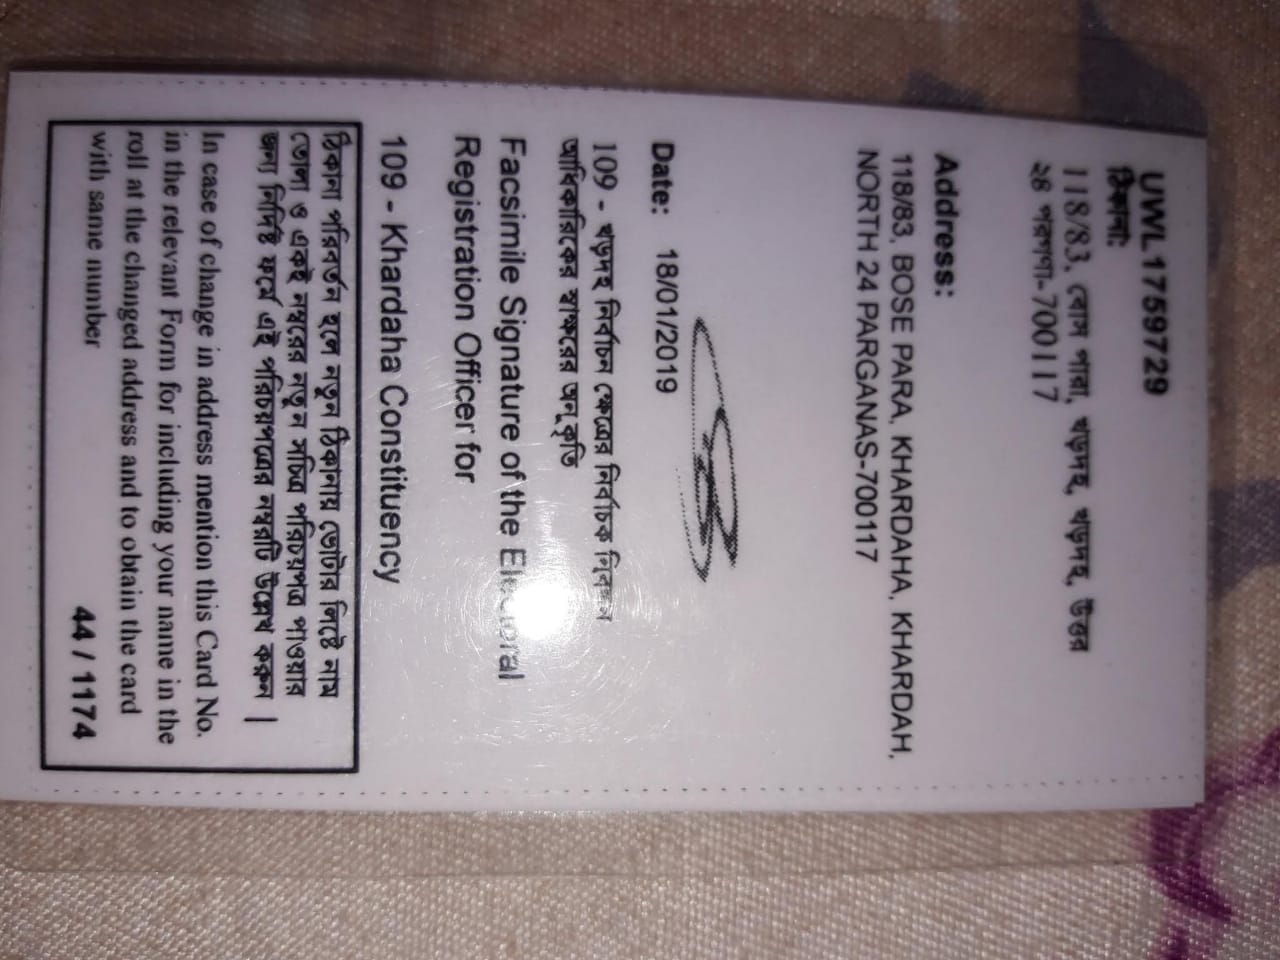 UWL1759729
ঠিকানা:
118/83, বোস পারা, খড়দহ, খড়দহ, উত্তর
২৪ পরগণা-700117
Address:
118/83, BOSE PARA, KHARDAHA, KHARDAH,
NORTH 24 PARGANAS-700117
Date: 18/01/2019
109 - খড়দহ নির্বাচন ক্ষেত্রের নির্বাচক নিবন্ধন
আধিকারিকের স্বাক্ষরের অনুকৃতি
Facsimile Signature of the Electoral
Registration Officer for
109 - Khardaha Constituency
ঠিকানা পরিবর্তন হলে নতুন ঠিকানায় ভোটার লিষ্টে নাম
তোলা ও একই নম্বরের নতুন সচিত্র পরিচয়পত্র পাওয়ার
জন্য নির্দিষ্ট ফর্মে এই পরিচয়পত্রের নম্বরটি উল্লেখ করুন।
In case of change in address mention this Card No.
in the relevant Form for including your name in the
roll at the changed address and to obtain the card
with same number
44 / 1174